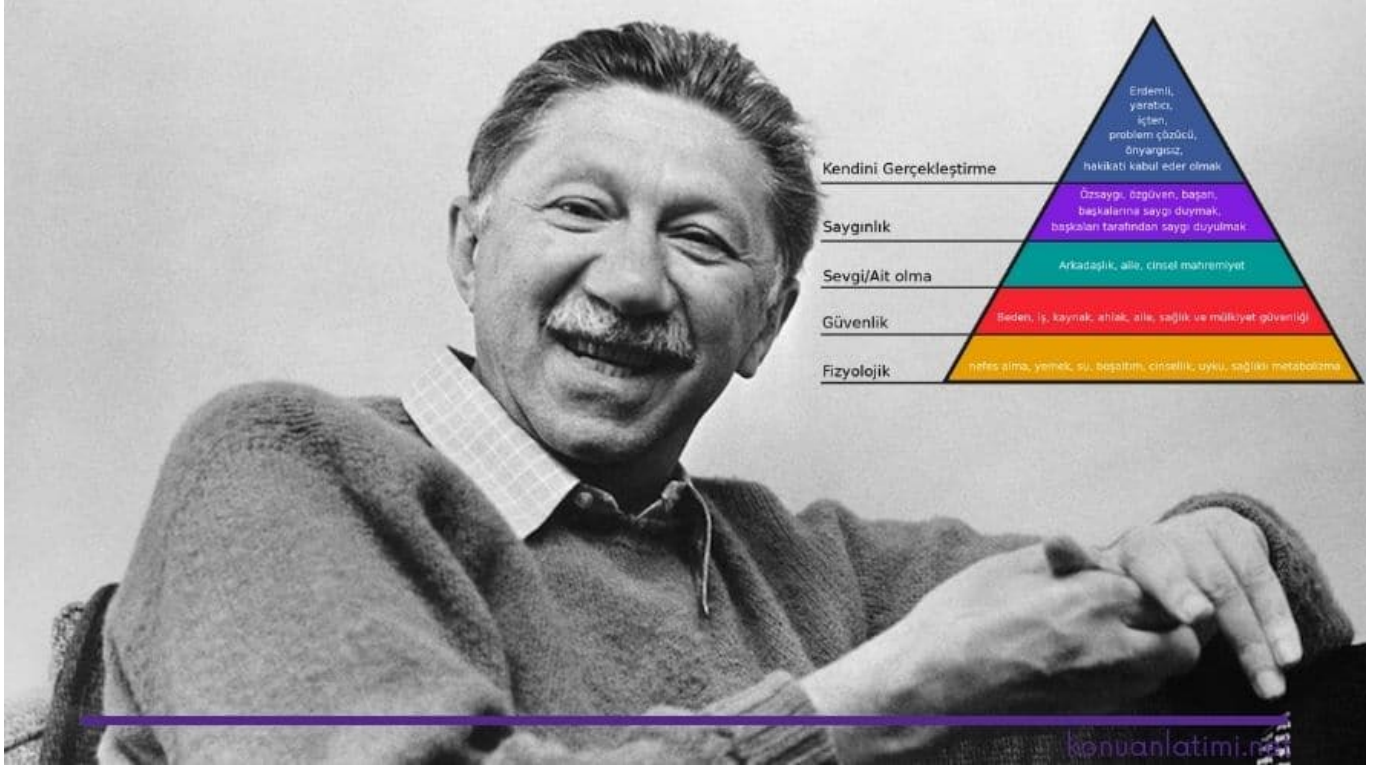 Erdemli,
yaratıcı,
içten,
problem çözücü,
önyargısız,
hakikati kabul eder olmak
Kendini Gerçekleştirme
Özsaygı, özgüven, başarı,
başkalarına saygı duymak,
başkaları tarafından saygı duyulmak
Saygınlık
Arkadaşlık, aile, cinsel mahremiyet
Sevgi/Ait olma
Beden, iş, kaynak, ahlak, aile, sağlık ve mülkiyet güvenliği
Güvenlik
nefes alma, yemek, su, boşaltım, cinsellik, uyku, sağlıklı metabolizma
Fizyolojik